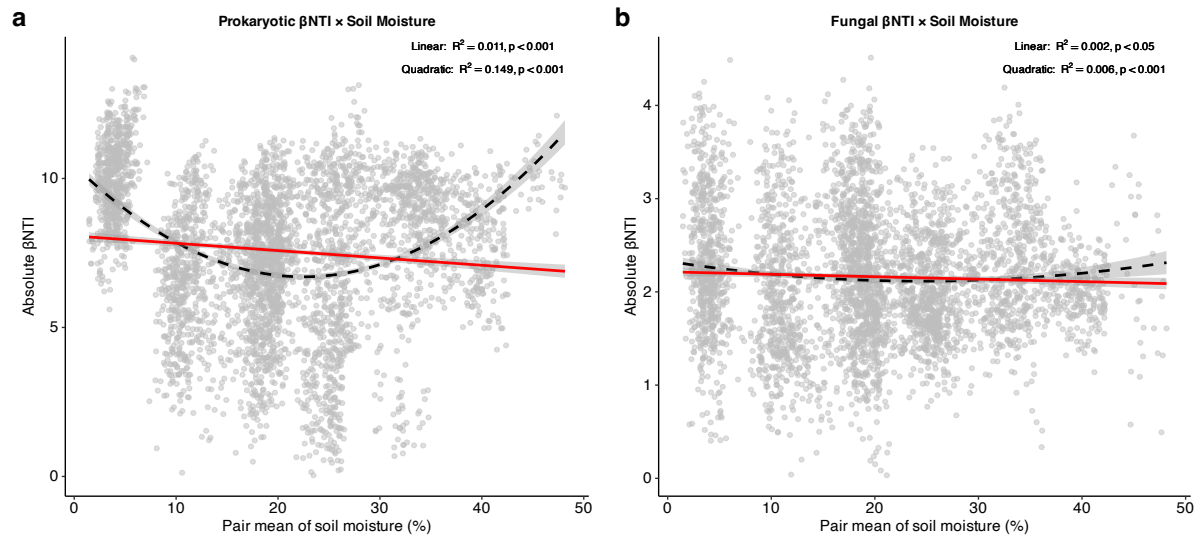 a
Prokaryotic βNTI × Soil Moisture
Linear: R² = 0.011, p < 0.001
Quadratic: R² = 0.149, p < 0.001
Absolute βNTI
10
5
0
0 10 20 30 40 50
Pair mean of soil moisture (%)
b
Fungal βNTI × Soil Moisture
Linear: R² = 0.002, p < 0.05
Quadratic: R² = 0.006, p < 0.001
Absolute βNTI
4
3
2
1
0
0 10 20 30 40 50
Pair mean of soil moisture (%)